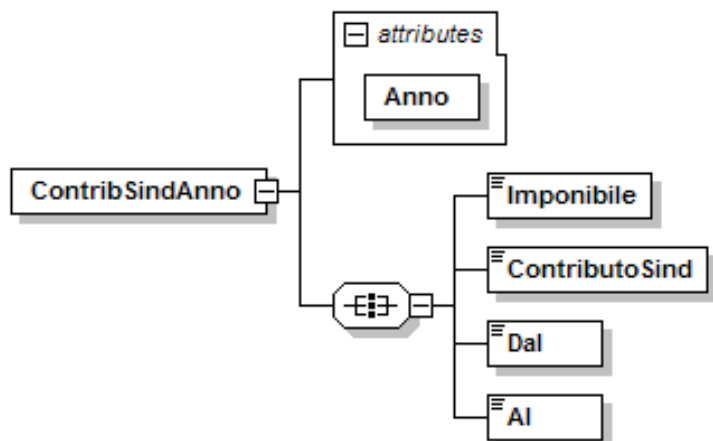 attributes
Anno
ContribSindAnno
Imponibile
ContributoSind
Dal
Al